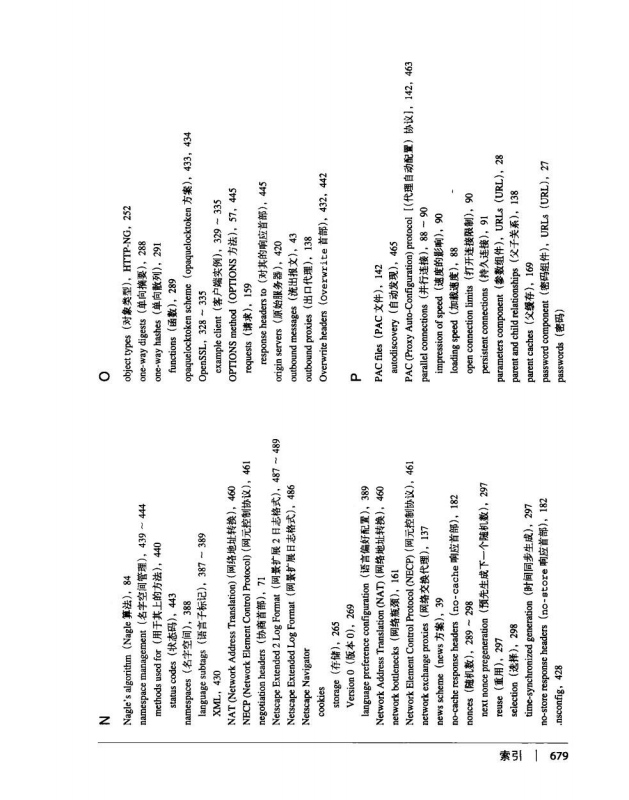 N
Nagle's algorithm（Nagle 算法），84
namespace management（名字空间管理），439 ~ 444
methods used for（用于其上的方法），440
status codes（状态码），443
namespaces（名字空间），388
language subtags（语言子标记），387 ~ 389
XML，430
NAT (Network Address Translation)（网络地址转换），460
NECP (Network Element Control Protocol)（网元控制协议），461
negotiation headers（协商首部），71
Netscape Extended 2 Log Format（网景扩展 2 日志格式），487 ~ 489
Netscape Extended Log Format（网景扩展日志格式），486
Netscape Navigator
cookies
storage（存储），265
Version 0（版本 0），269
language preference configuration（语言偏好配置），389
Network Address Translation (NAT)（网络地址转换），460
network bottlenecks（网络瓶颈），161
Network Element Control Protocol (NECP)（网元控制协议），461
network exchange proxies（网络交换代理），137
news scheme（news 方案），39
no-cache response headers（no-cache 响应首部），182
nonces（随机数），289 ~ 298
next nonce pregeneration（预先生成下一个随机数），297
reuse（重用），297
selection（选择），298
time-synchronized generation（时间同步生成），297
no-store response headers（no-store 响应首部），182
.nsconfig，428
O
object types（对象类型），HTTP-NG，252
one-way digests（单向摘要），288
one-way hashes（单向散列），291
functions（函数），289
opaquelocktoken scheme（opaquelocktoken 方案），433，434
OpenSSL，328 ~ 335
example client（客户端实例），329 ~ 335
OPTIONS method（OPTIONS 方法），57，445
requests（请求），159
response headers to（对其的响应首部），445
origin servers（原始服务器），420
outbound messages（流出报文），43
outbound proxies（出口代理），138
Overwrite headers（Overwrite 首部），432，442
P
PAC files（PAC 文件），142
autodiscovery（自动发现），465
PAC (Proxy Auto-Configuration) protocol [（代理自动配置）协议]，142，463
parallel connections（并行连接），88 ~ 90
impression of speed（速度的影响），90
loading speed（加载速度），88
open connection limits（打开连接限制），90
persistent connections（持久连接），91
parameters component（参数组件），URLs（URL），28
parent and child relationships（父子关系），138
parent caches（父缓存），169
password component（密码组件），URLs（URL），27
passwords（密码）
索引 | 679